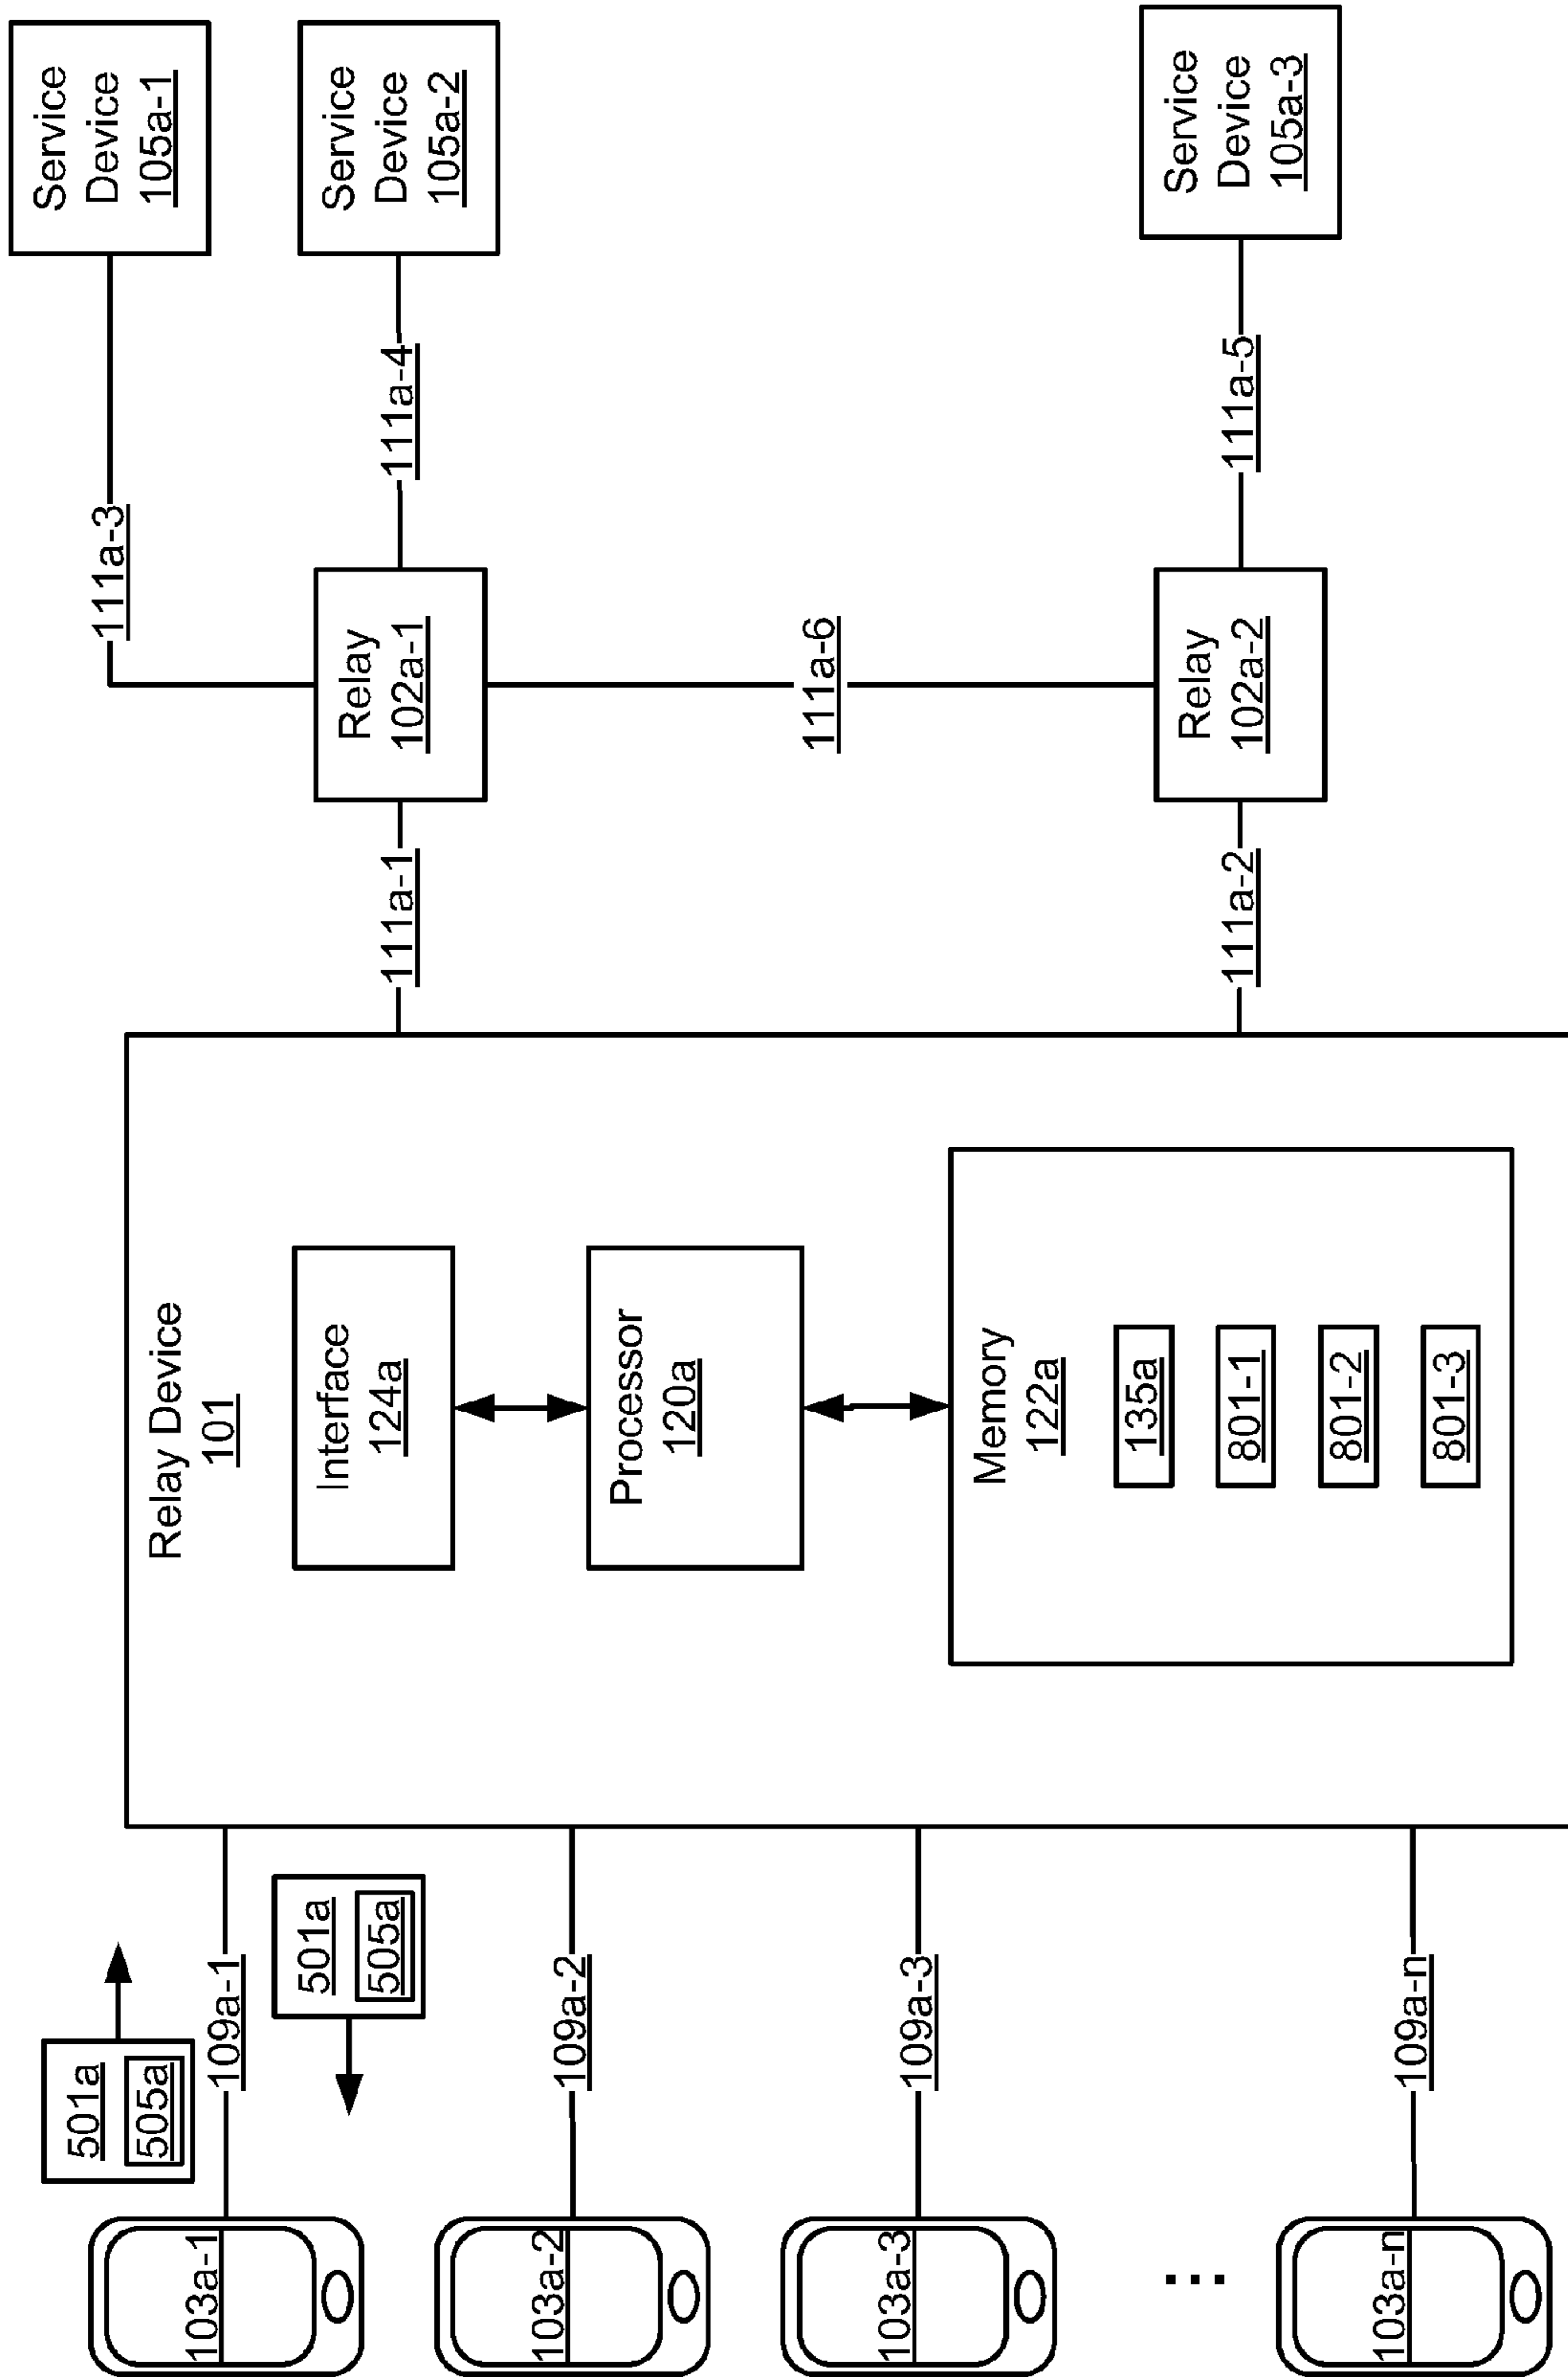 103a-1
103a-2
103a-3
...
103a-n
501a
505a
109a-1
501a
505a
109a-2
109a-3
109a-n
Relay Device
101
Interface
124a
Processor
120a
Memory
122a
135a
801-1
801-2
801-3
111a-1
111a-2
Relay
102a-1
111a-6
Relay
102a-2
111a-3
111a-4
111a-5
Service
Device
105a-1
Service
Device
105a-2
Service
Device
105a-3